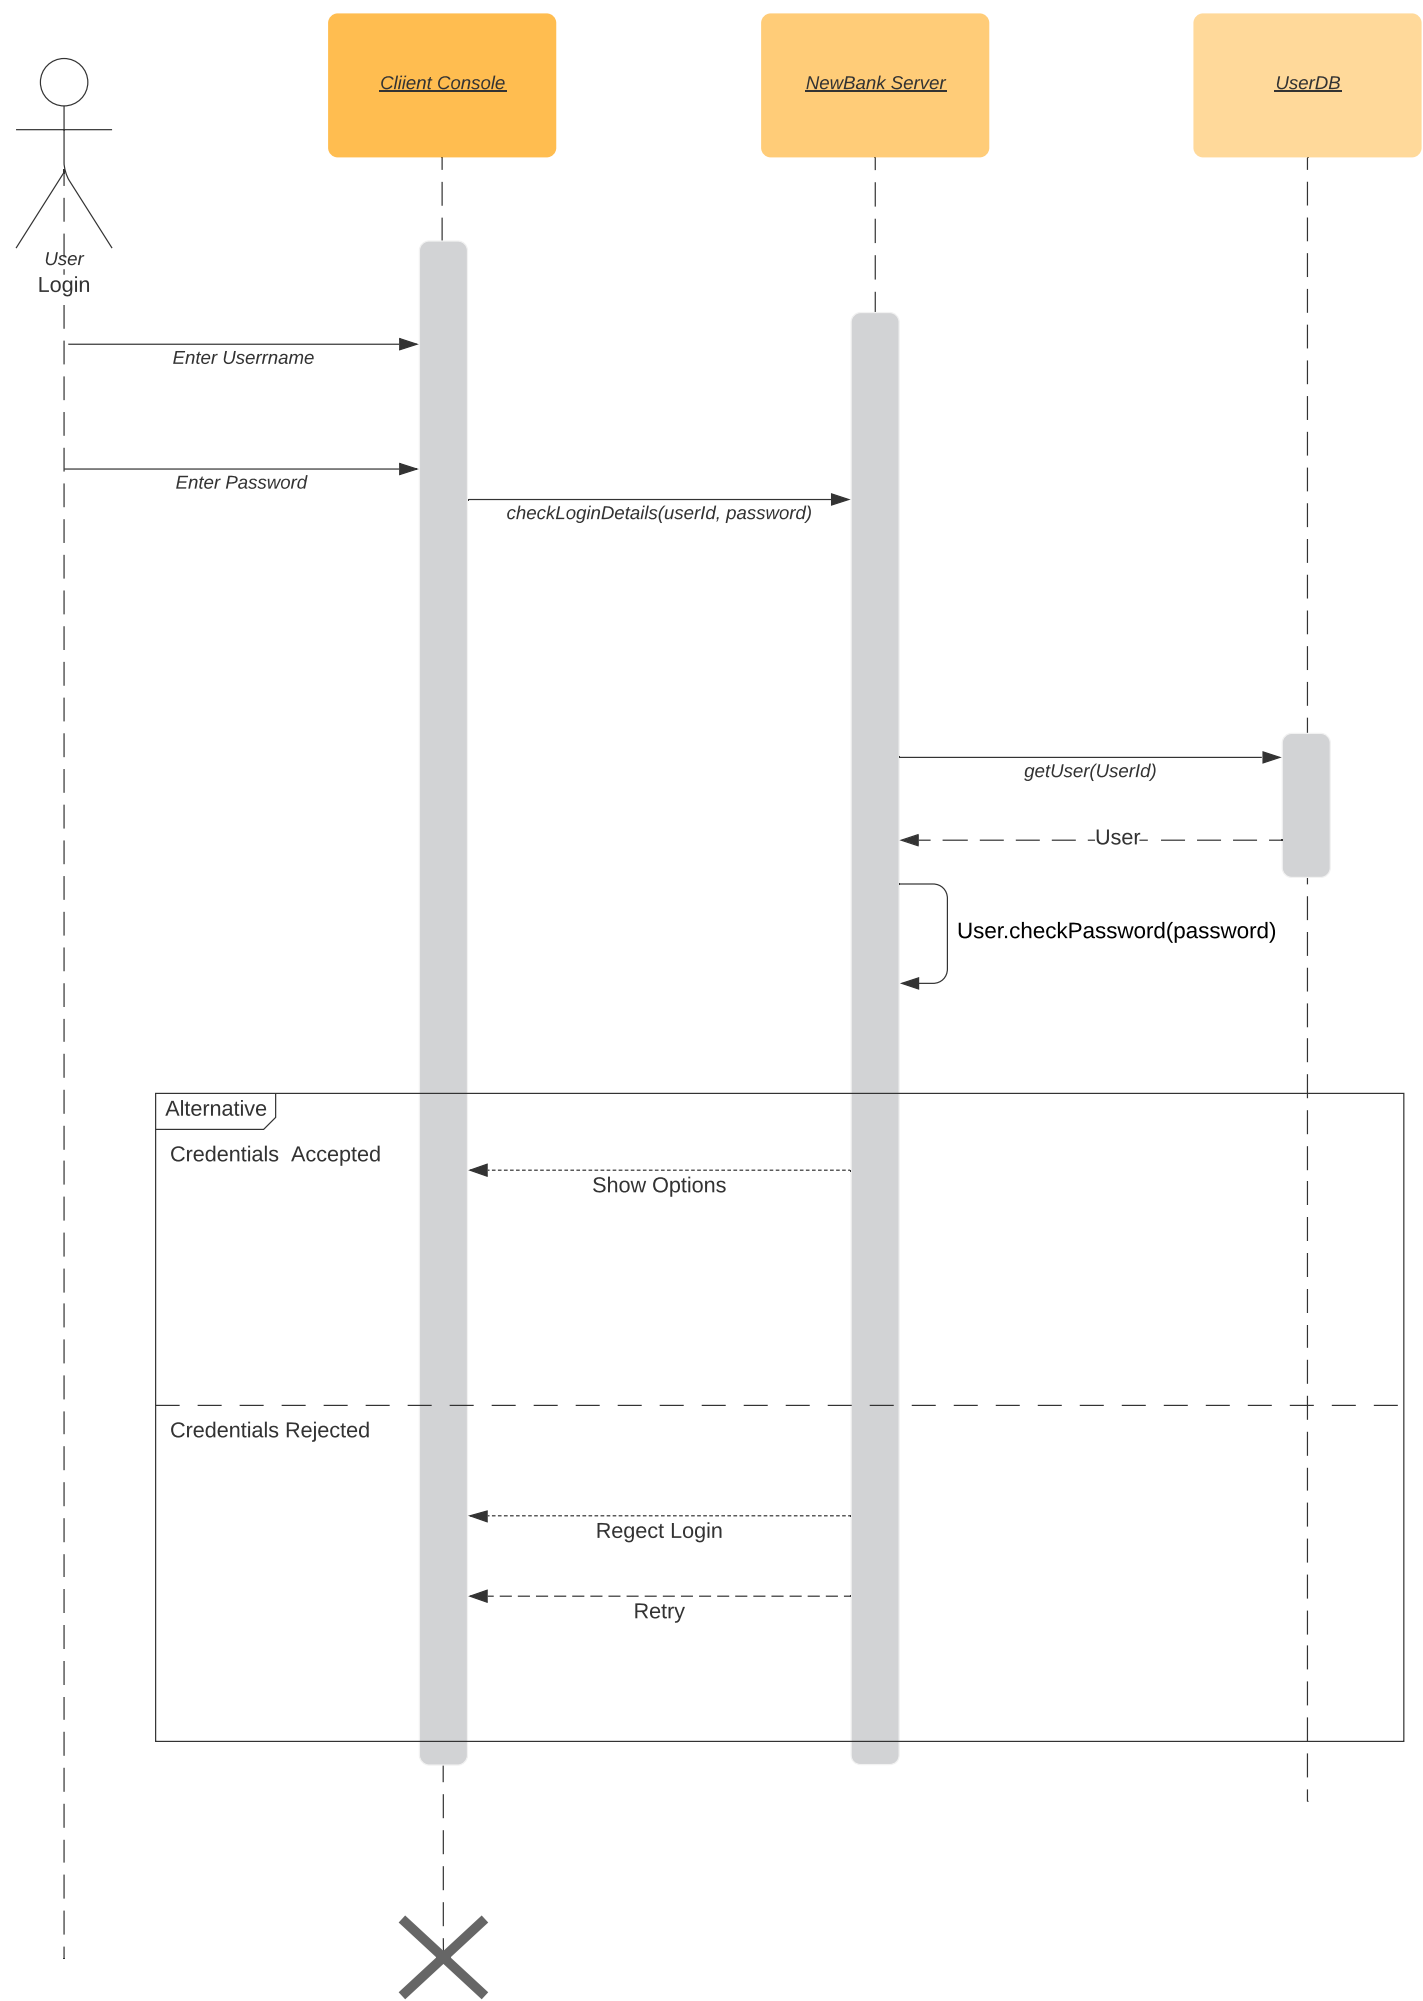 Cliient Console
NewBank Server
UserDB
User
Login
Enter Userrname
Enter Password
checkLoginDetails(userId, password)
getUser(UserId)
User
User.checkPassword(password)
Alternative
Credentials  Accepted
Show Options
Credentials Rejected
Regect Login
Retry